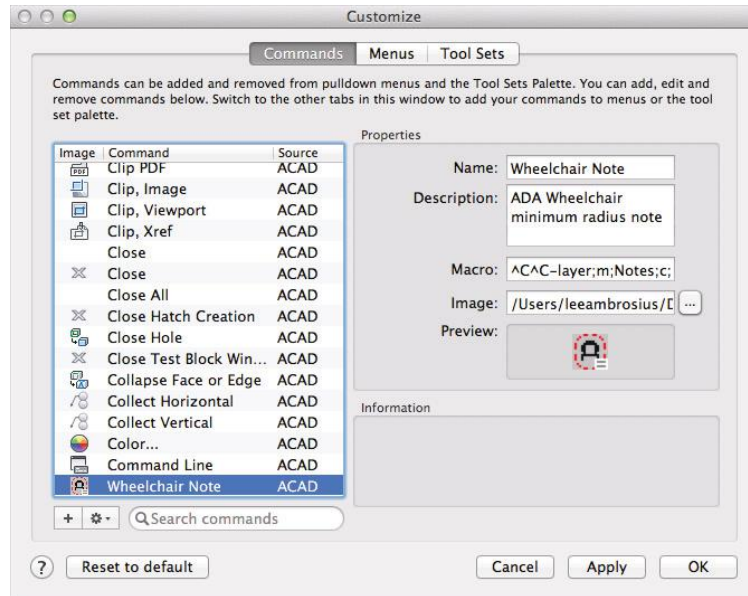 Customize
Commands Menus Tool Sets
Commands can be added and removed from pulldown menus and the Tool Sets Palette. You can add, edit and
remove commands below. Switch to the other tabs in this window to add your commands to menus or the tool
set palette.
Image Command Source
PDF Clip PDF ACAD
Clip, Image ACAD
Clip, Viewport ACAD
Clip, Xref ACAD
Close ACAD
Close ACAD
Close All ACAD
Close Hatch Creation ACAD
Close Hole ACAD
Close Test Block Win... ACAD
Collapse Face or Edge ACAD
Collect Horizontal ACAD
Collect Vertical ACAD
Color... ACAD
Command Line ACAD
Wheelchair Note ACAD
+ Search commands
Properties
Name: Wheelchair Note
Description: ADA Wheelchair
minimum radius note
Macro: ^C^C-layer;m;Notes;c;
Image: /Users/leeambrosius/D ...
Preview:
Information
? Reset to default Cancel Apply OK